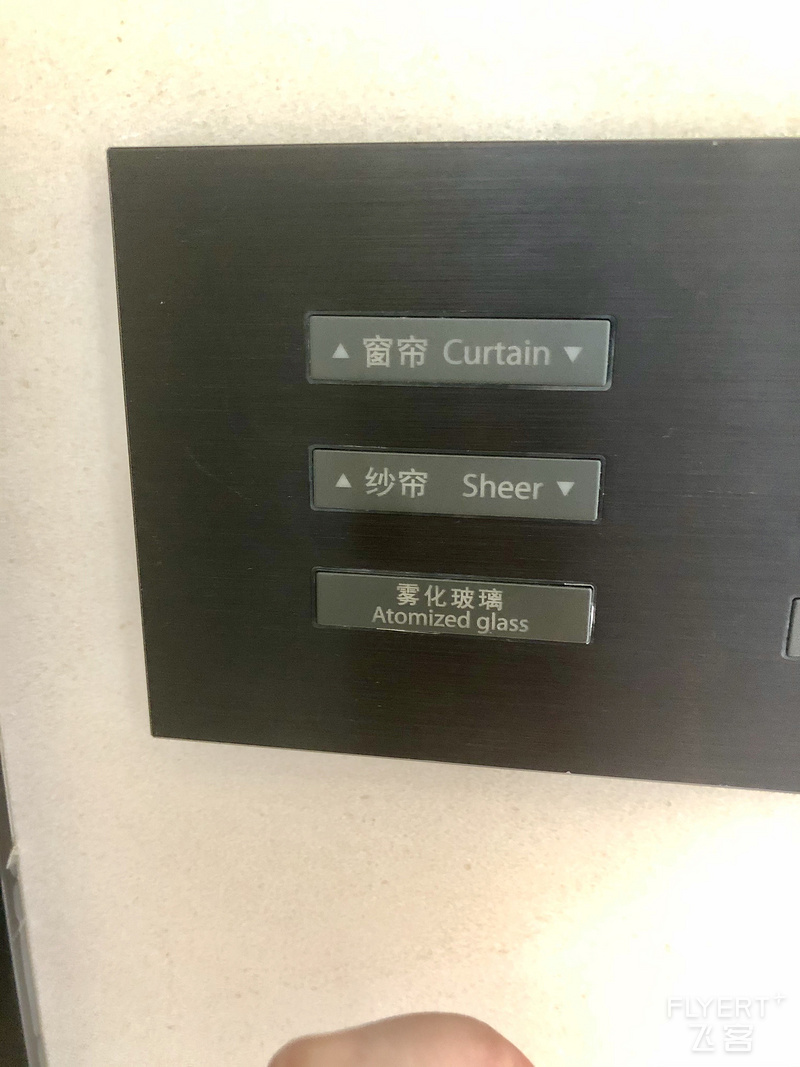 ▲ 窗帘 Curtain ▼
▲ 纱帘 Sheer ▼
雾化玻璃
Atomized glass
FLYERT+
飞客